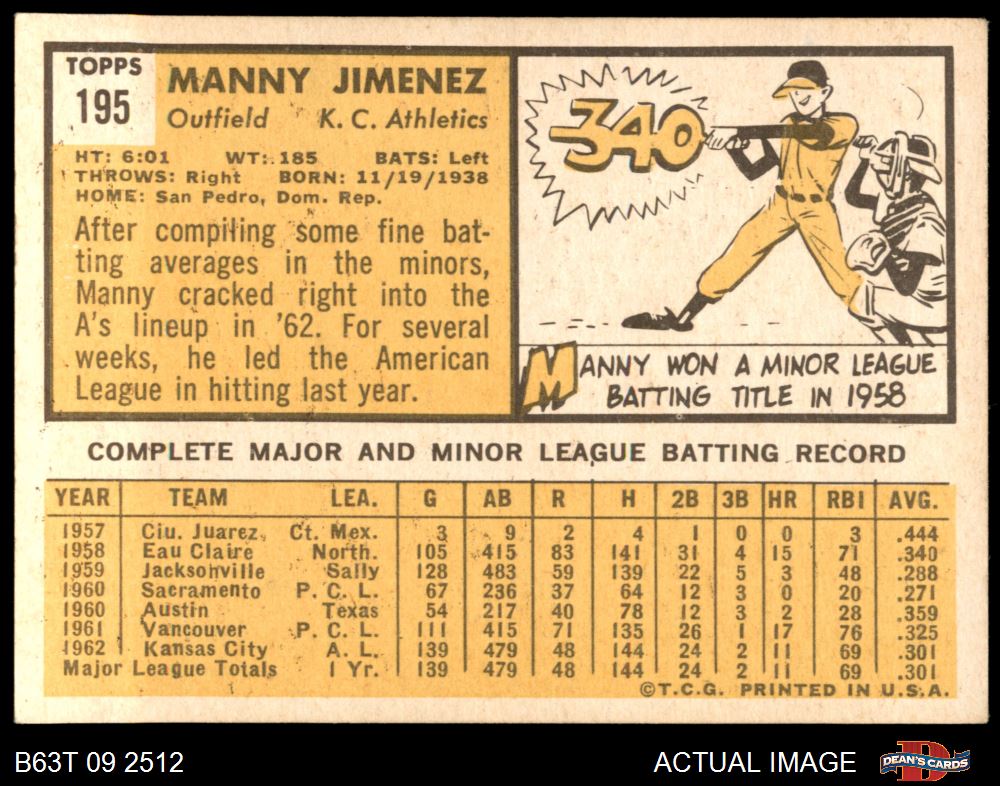 TOPPS
195
MANNY JIMENEZ
Outfield K. C. Athletics
HT: 6:01 WT: 185 BATS: Left
THROWS: Right BORN: 11/19/1938
HOME: San Pedro, Dom. Rep.
After compiling some fine bat-
ting averages in the minors,
Manny cracked right into the
A's lineup in '62. For several
weeks, he led the American
League in hitting last year.
340
MANNY WON A MINOR LEAGUE
BATTING TITLE IN 1958
COMPLETE MAJOR AND MINOR LEAGUE BATTING RECORD
YEAR TEAM LEA. G AB R H 2B 3B HR RBI AVG.
1957 Ciu. Juarez Ct. Mex. 3 9 2 4 1 0 0 3 .444
1958 Eau Claire North. 105 415 83 141 31 4 15 71 .340
1959 Jacksonville Sally 128 483 59 139 22 5 3 48 .288
1960 Sacramento P. C. L. 67 236 37 64 12 3 0 20 .271
1960 Austin Texas 54 217 40 78 12 3 2 28 .359
1961 Vancouver P. C. L. 111 415 71 135 26 1 17 76 .325
1962 Kansas City A. L. 139 479 48 144 24 2 11 69 .301
Major League Totals 1 Yr. 139 479 48 144 24 2 11 69 .301
©T.C.G. PRINTED IN U.S.A.
B63T 09 2512 ACTUAL IMAGE DEAN'S CARDS